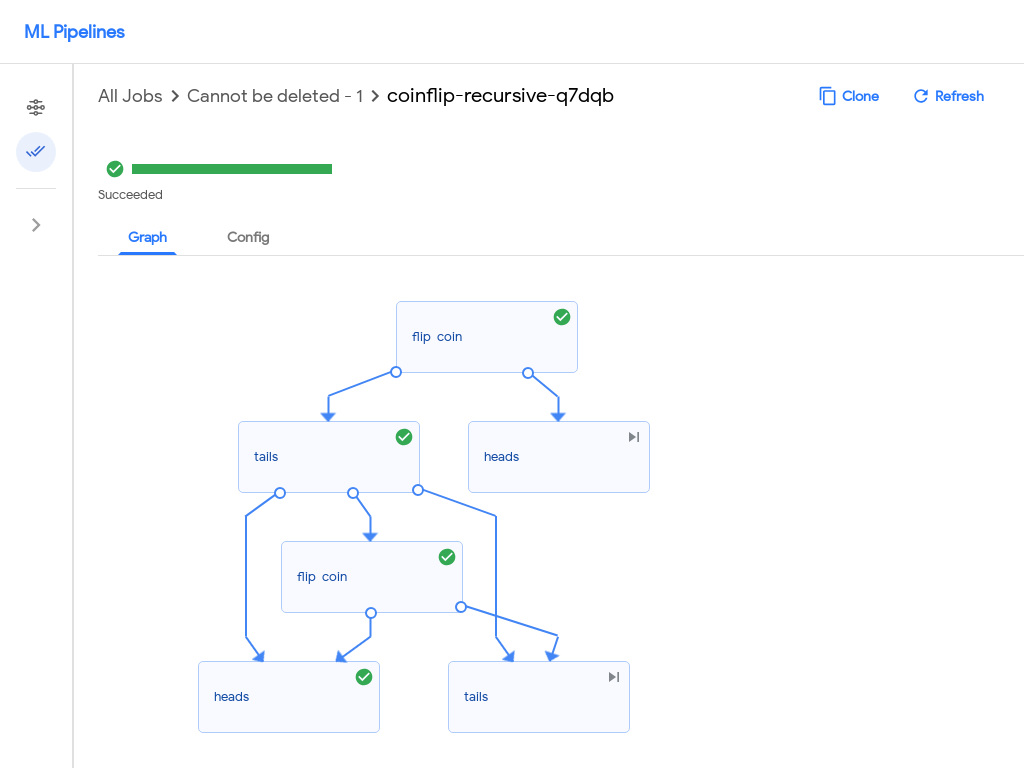 ML Pipelines
All Jobs > Cannot be deleted - 1 > coinflip-recursive-q7dqb
Clone
Refresh
Succeeded
Graph
Config
flip coin
tails
heads
flip coin
heads
tails